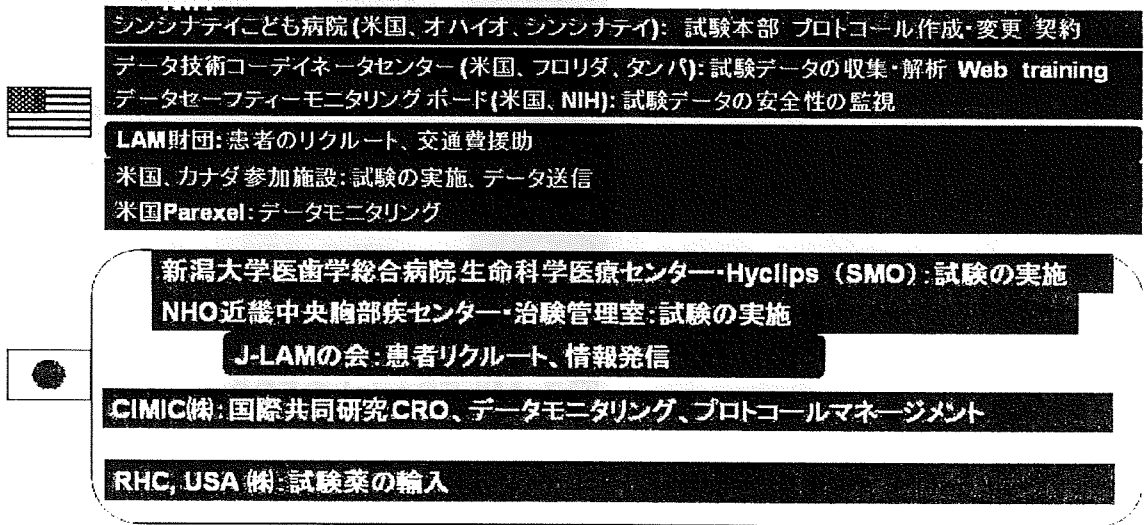 シンシナテイこども病院(米国、オハイオ、シンシナテイ): 試験本部 プロトコール作成・変更 契約
データ技術コーデイネータセンター(米国、フロリダ、タンパ):試験データの収集・解析 Web training
データセーフティーモニタリングボード(米国、NIH):試験データの安全性の監視
LAM財団:患者のリクルート、交通費援助
米国、カナダ参加施設:試験の実施、データ送信
米国Parexel:データモニタリング
新潟大学医歯学総合病院生命科学医療センター・Hyclips (SMO):試験の実施
NHO近畿中央胸部疾センター・治験管理室:試験の実施
J-LAMの会:患者リクルート、情報発信
CIMIC㈱:国際共同研究CRO、データモニタリング、プロトコールマネージメント
RHC, USA ㈱:試験薬の輸入